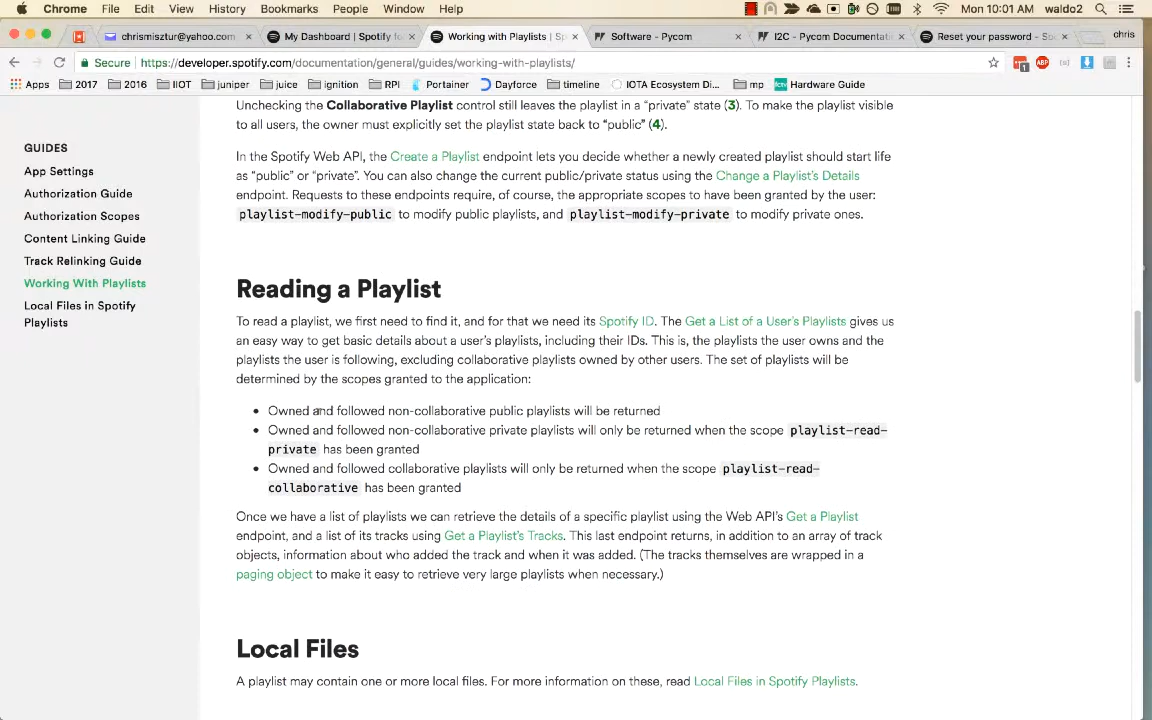 Chrome File Edit View History Bookmarks People Window Help Mon 10:01 AM waldo2
chrismisztur@yahoo.com × My Dashboard | Spotify fo × Working with Playlists | Sp × Software - Pycom × I2C - Pycom Documentati × Reset your password - So × chris
Secure https://developer.spotify.com/documentation/general/guides/working-with-playlists/
Apps 2017 2016 IIOT juniper juice ignition RPI Portainer Dayforce timeline IOTA Ecosystem Di... mp Hardware Guide
Unchecking the Collaborative Playlist control still leaves the playlist in a “private” state (3). To make the playlist visible
to all users, the owner must explicitly set the playlist state back to “public” (4).
In the Spotify Web API, the Create a Playlist endpoint lets you decide whether a newly created playlist should start life
as “public” or “private”. You can also change the current public/private status using the Change a Playlist’s Details
endpoint. Requests to these endpoints require, of course, the appropriate scopes to have been granted by the user:
playlist-modify-public to modify public playlists, and playlist-modify-private to modify private ones.
GUIDES
App Settings
Authorization Guide
Authorization Scopes
Content Linking Guide
Track Relinking Guide
Working With Playlists
Local Files in Spotify
Playlists
Reading a Playlist
To read a playlist, we first need to find it, and for that we need its Spotify ID. The Get a List of a User’s Playlists gives us
an easy way to get basic details about a user’s playlists, including their IDs. This is, the playlists the user owns and the
playlists the user is following, excluding collaborative playlists owned by other users. The set of playlists will be
determined by the scopes granted to the application:
• Owned and followed non-collaborative public playlists will be returned
• Owned and followed non-collaborative private playlists will only be returned when the scope playlist-read-
private has been granted
• Owned and followed collaborative playlists will only be returned when the scope playlist-read-
collaborative has been granted
Once we have a list of playlists we can retrieve the details of a specific playlist using the Web API’s Get a Playlist
endpoint, and a list of its tracks using Get a Playlist’s Tracks. This last endpoint returns, in addition to an array of track
objects, information about who added the track and when it was added. (The tracks themselves are wrapped in a
paging object to make it easy to retrieve very large playlists when necessary.)
Local Files
A playlist may contain one or more local files. For more information on these, read Local Files in Spotify Playlists.